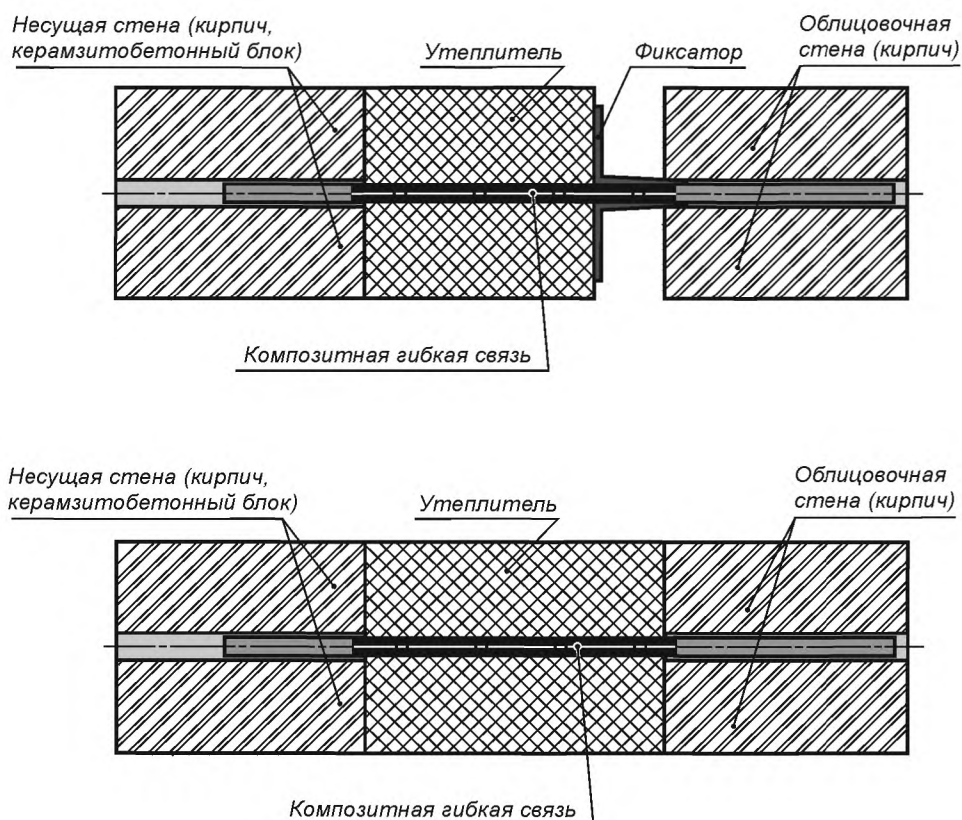 Несущая стена (кирпич,
керамзитобетонный блок)
Утеплитель
Фиксатор
Облицовочная
стена (кирпич)
Композитная гибкая связь
Несущая стена (кирпич,
керамзитобетонный блок)
Утеплитель
Облицовочная
стена (кирпич)
Композитная гибкая связь